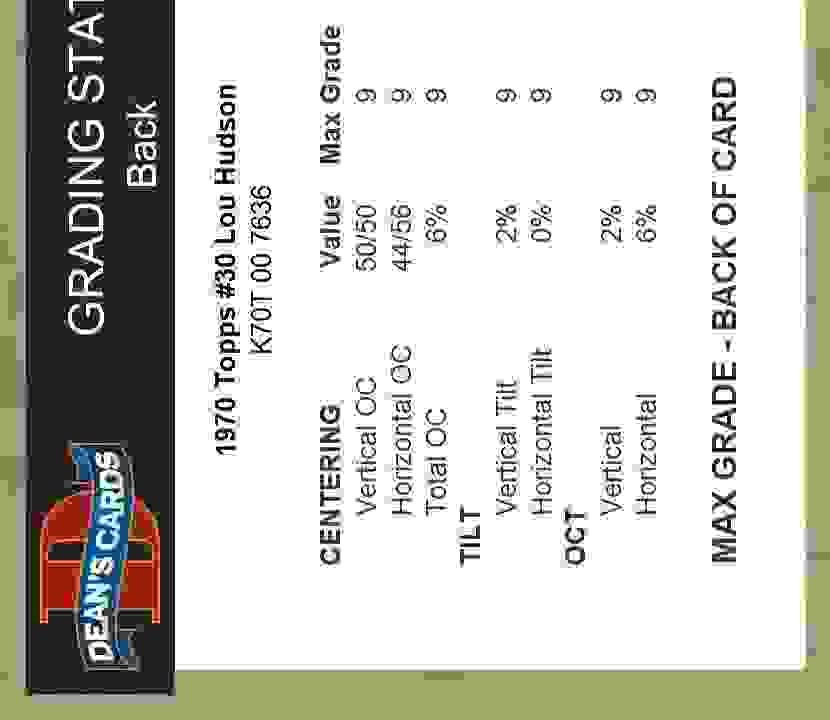 DEAN'S CARDS
GRADING STAT
Back
1970 Topps #30 Lou Hudson
K70T 00 7636
CENTERING Value Max Grade
Vertical OC 50/50 9
Horizontal OC 44/56 9
Total OC 6% 9
TILT
Vertical Tilt 2% 9
Horizontal Tilt 0% 9
OCT
Vertical 2% 9
Horizontal 6% 9
MAX GRADE - BACK OF CARD